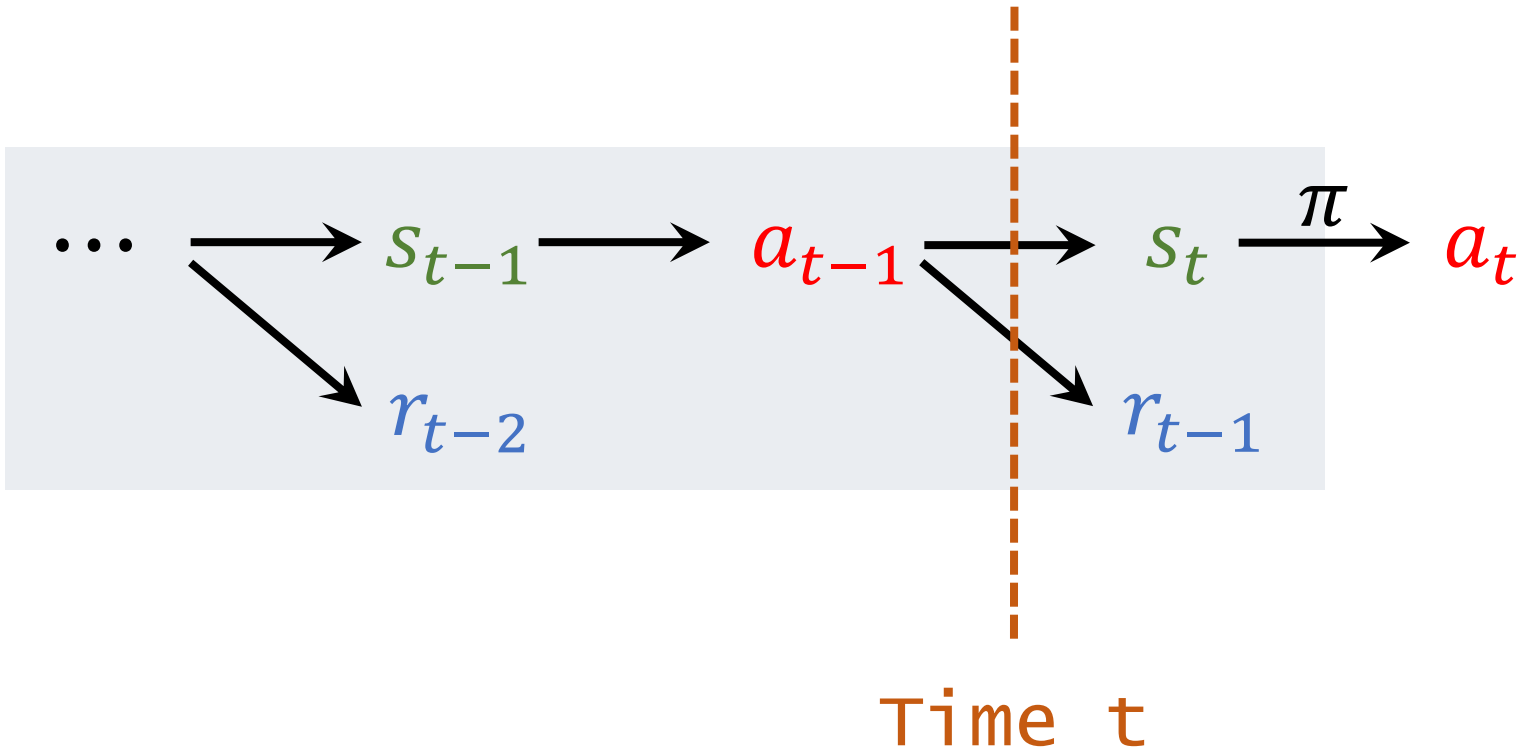 π
⋯ s_{t−1} a_{t−1} s_t a_t
r_{t−2} r_{t−1}
Time t